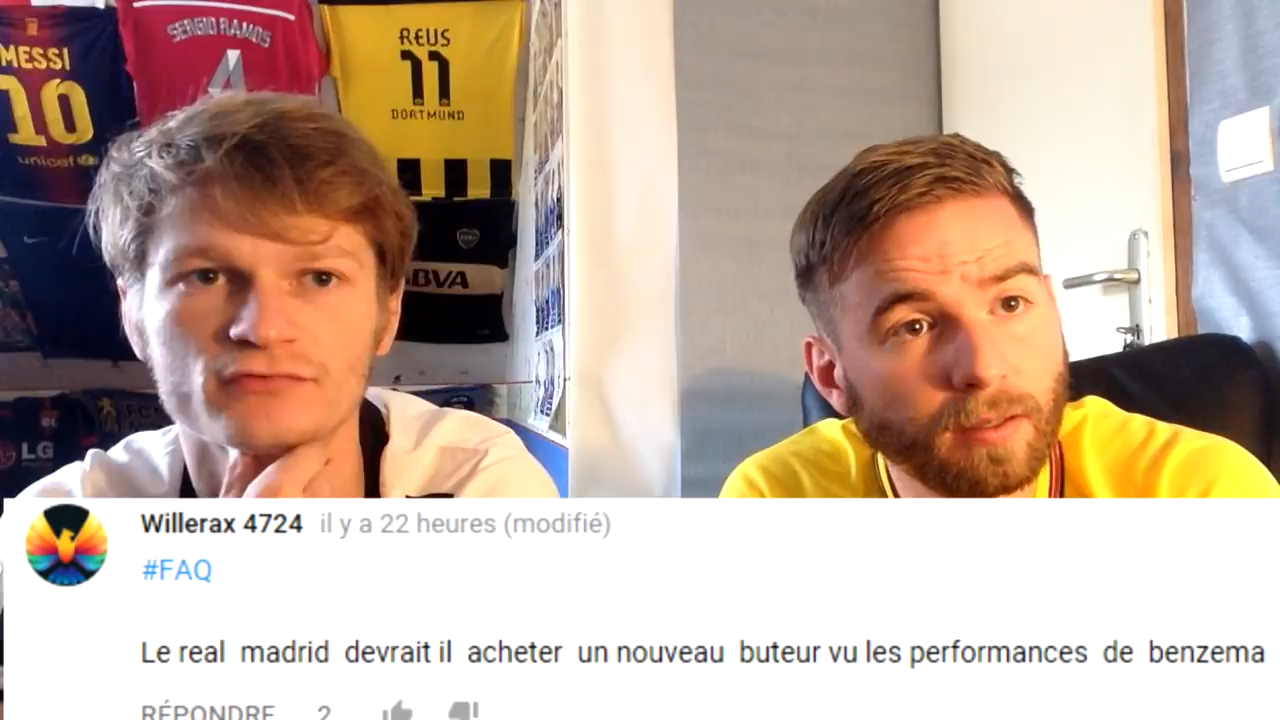 MESSI
10
unicef
SERGIO RAMOS
4
REUS
11
DORTMUND
BBVA
LG
FC
Willerax 4724 il y a 22 heures (modifié)
#FAQ
Le real madrid devrait il acheter un nouveau buteur vu les performances de benzema
RÉPONDRE 2